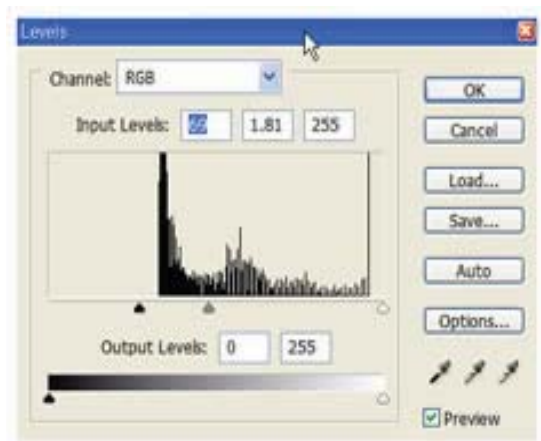 Levels
Channel: RGB
OK
Input Levels: 69 1.81 255
Cancel
Load...
Save...
Auto
Options...
Output Levels: 0 255
Preview